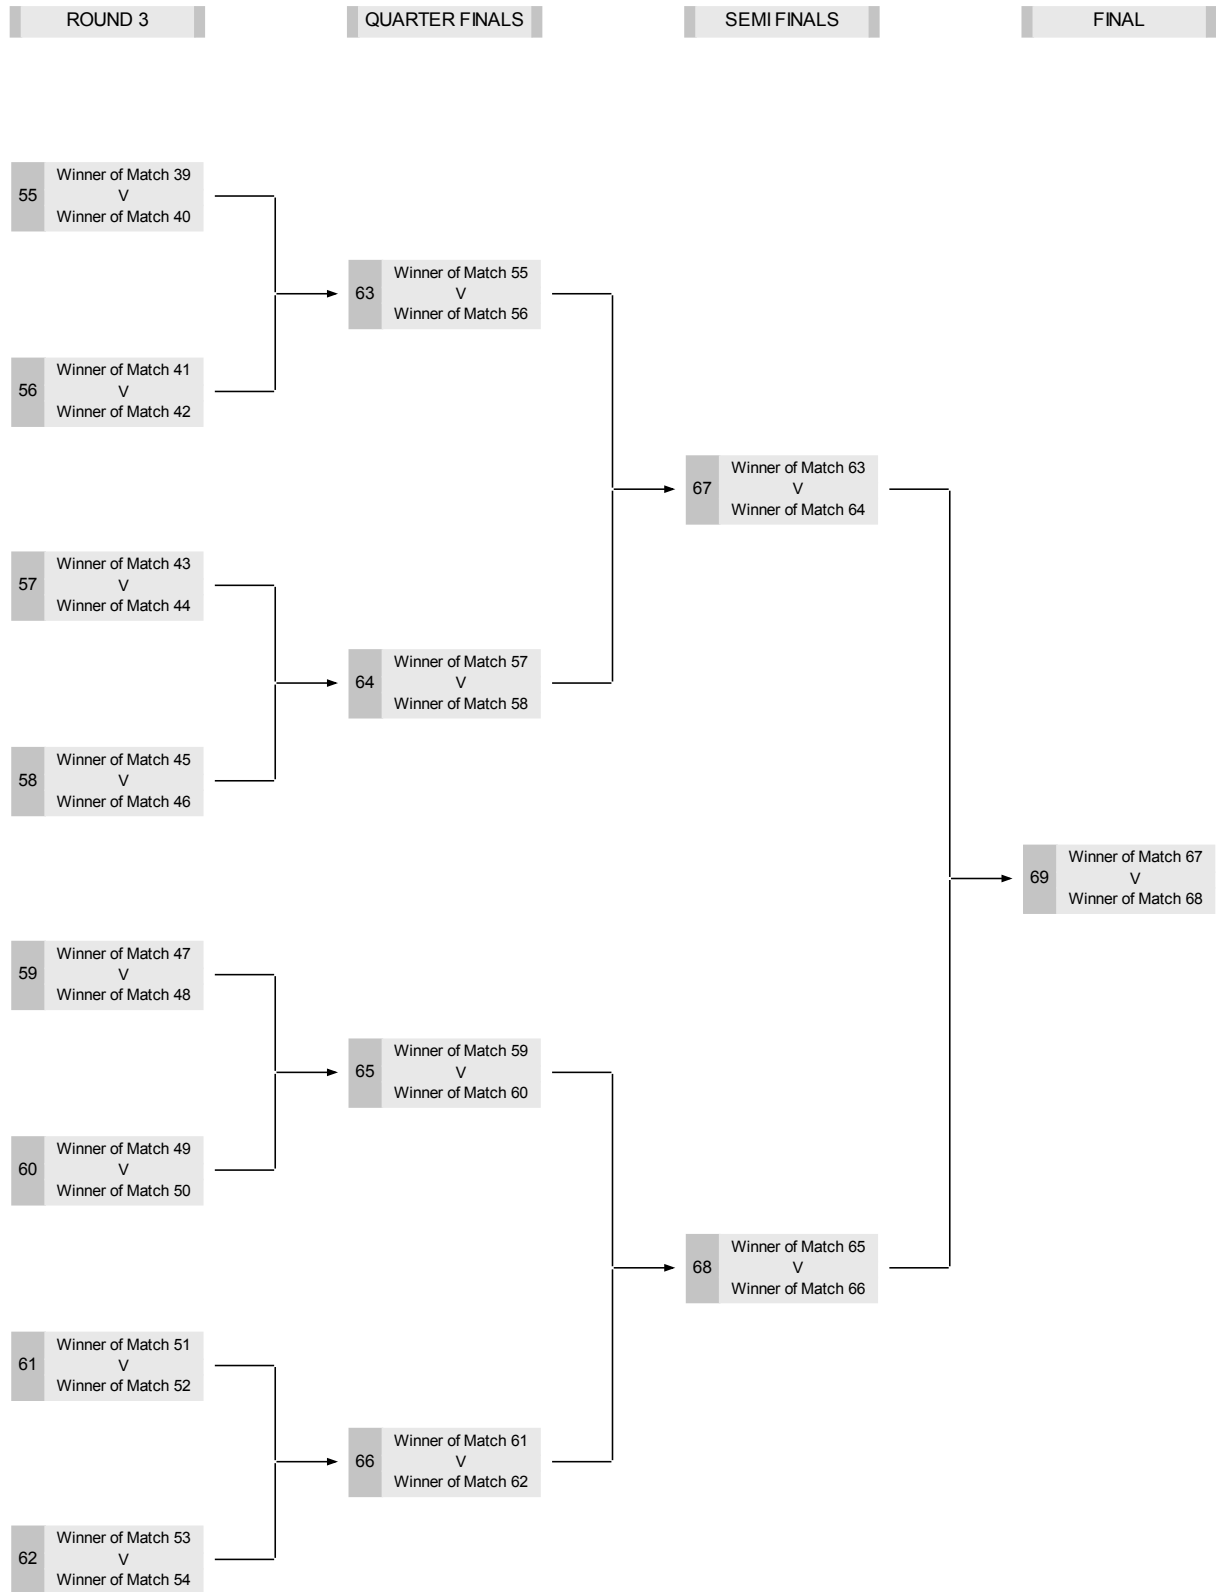 ROUND 3
QUARTER FINALS
SEMI FINALS
FINAL
55
Winner of Match 39
V
Winner of Match 40
56
Winner of Match 41
V
Winner of Match 42
57
Winner of Match 43
V
Winner of Match 44
58
Winner of Match 45
V
Winner of Match 46
59
Winner of Match 47
V
Winner of Match 48
60
Winner of Match 49
V
Winner of Match 50
61
Winner of Match 51
V
Winner of Match 52
62
Winner of Match 53
V
Winner of Match 54
63
Winner of Match 55
V
Winner of Match 56
64
Winner of Match 57
V
Winner of Match 58
65
Winner of Match 59
V
Winner of Match 60
66
Winner of Match 61
V
Winner of Match 62
67
Winner of Match 63
V
Winner of Match 64
68
Winner of Match 65
V
Winner of Match 66
69
Winner of Match 67
V
Winner of Match 68